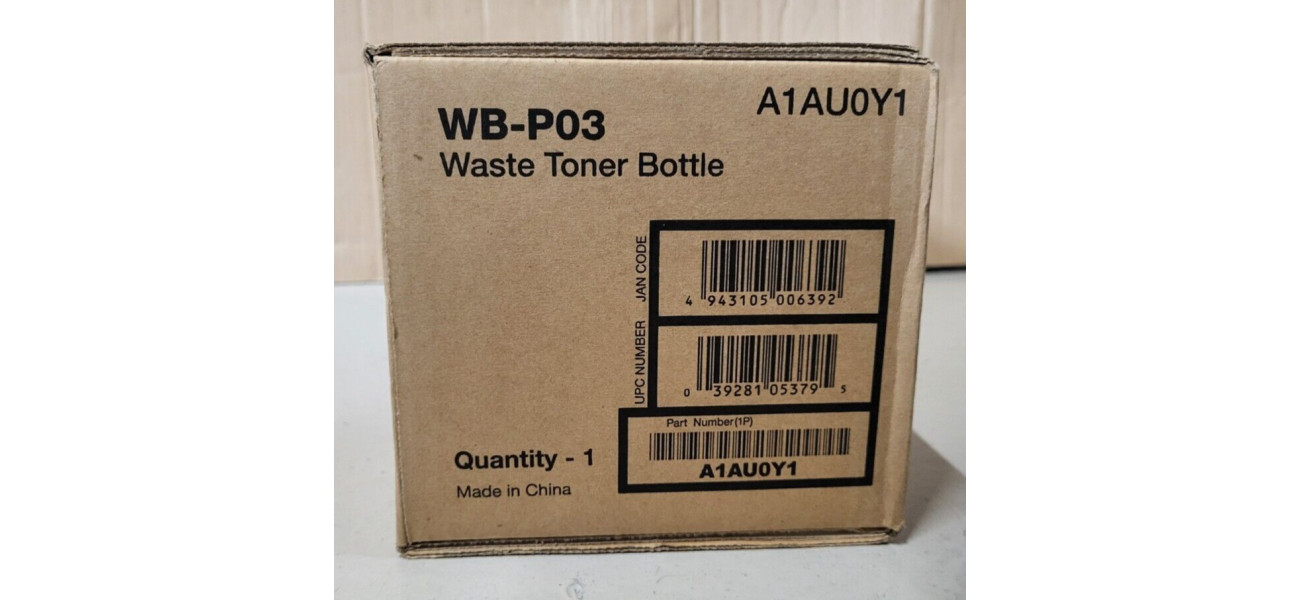 A1AU0Y1
WB-P03
Waste Toner Bottle
JAN CODE
4 943105 006392
UPC NUMBER
0 39281 05379 5
Part Number(1P)
A1AU0Y1
Quantity - 1
Made in China